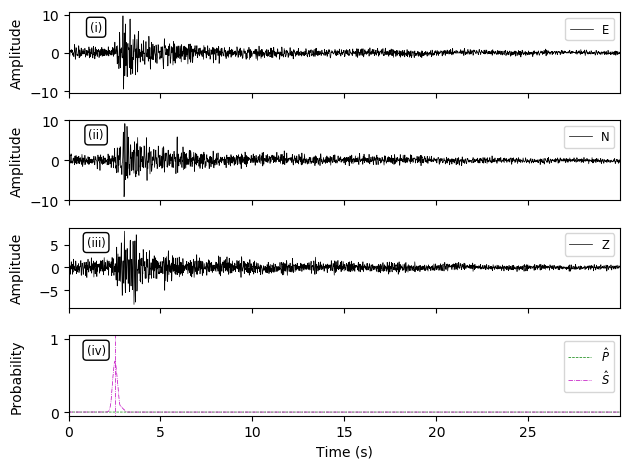 10
0
−10
Amplitude
(i)
E
10
0
−10
Amplitude
(ii)
N
5
0
−5
Amplitude
(iii)
Z
1
0
Probability
(iv)
P̂
Ŝ
0 5 10 15 20 25
Time (s)